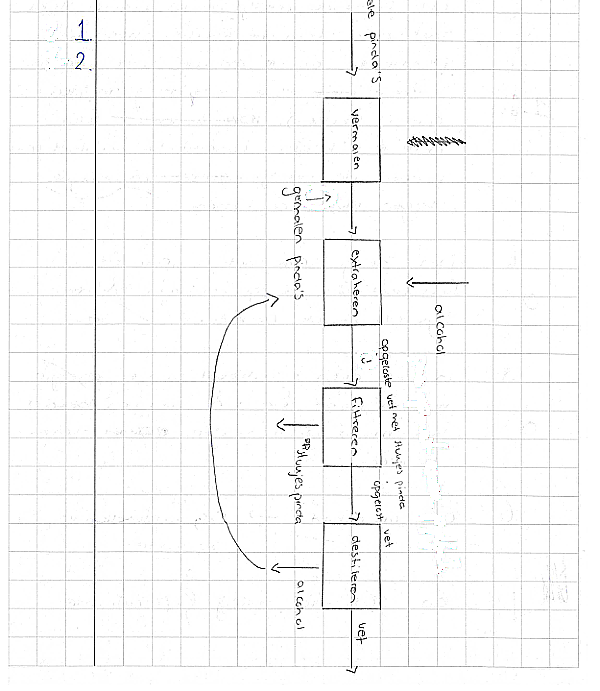 1.
2.
pinda's
vermalen
gemalen pinda's
extraheren
alcohol
opgeloste vet met stukjes pinda
filtreren
stukjes pinda
opgelost vet
destilleren
alcohol
vet